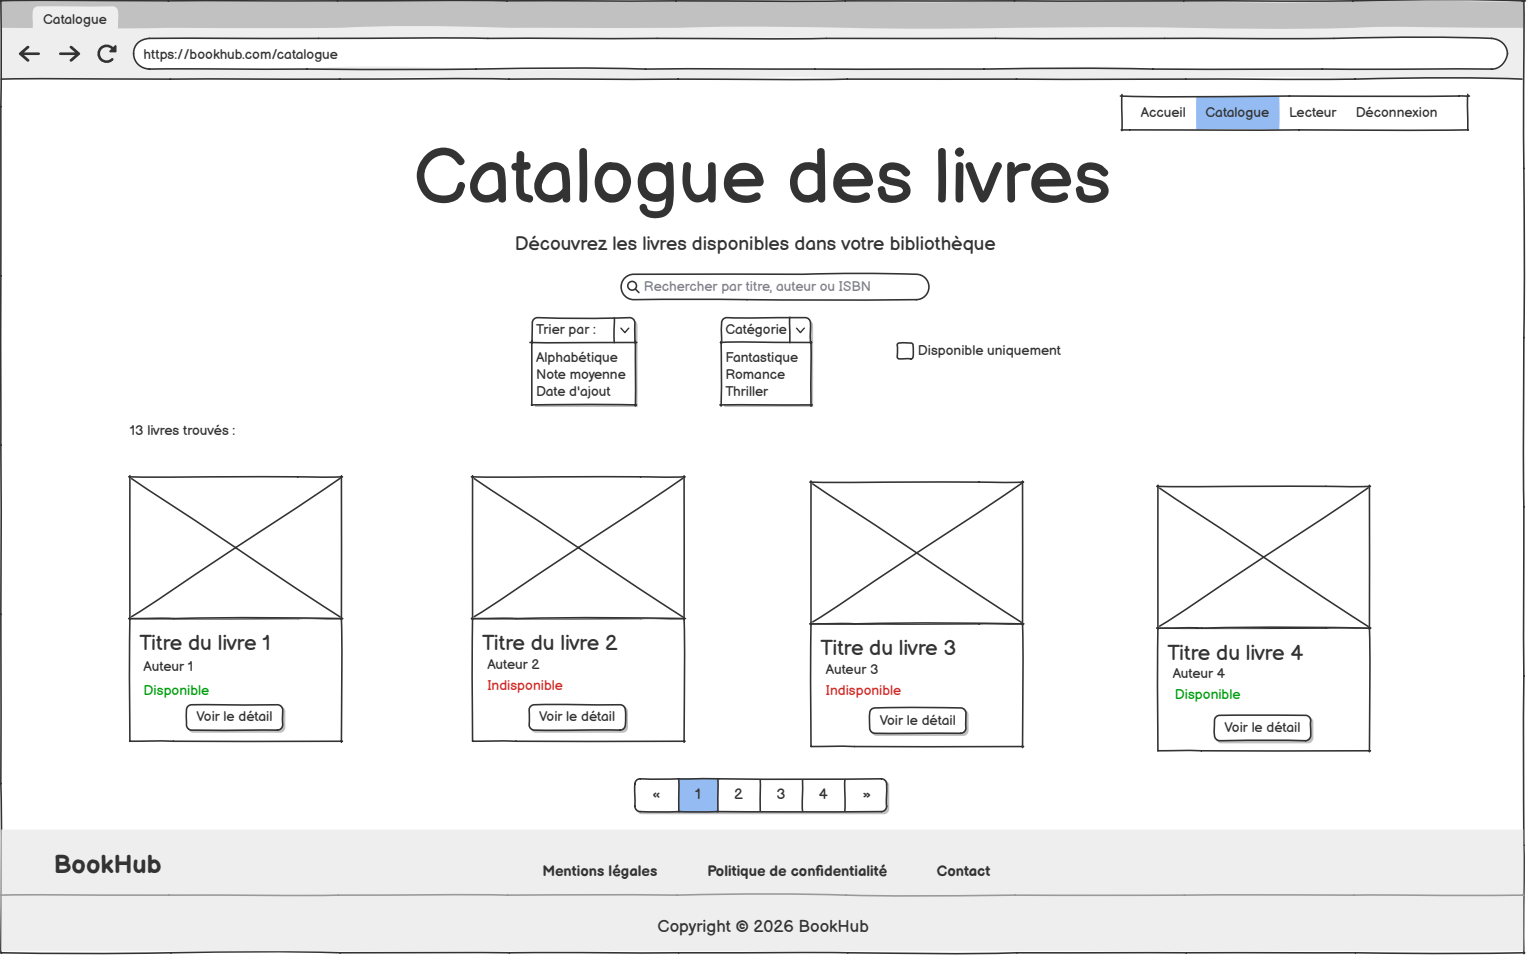 Catalogue
https://bookhub.com/catalogue
Accueil Catalogue Lecteur Déconnexion
Catalogue des livres
Découvrez les livres disponibles dans votre bibliothèque
Rechercher par titre, auteur ou ISBN
Trier par :
Alphabétique
Note moyenne
Date d'ajout
Catégorie
Fantastique
Romance
Thriller
Disponible uniquement
13 livres trouvés :
Titre du livre 1
Auteur 1
Disponible
Voir le détail
Titre du livre 2
Auteur 2
Indisponible
Voir le détail
Titre du livre 3
Auteur 3
Indisponible
Voir le détail
Titre du livre 4
Auteur 4
Disponible
Voir le détail
« 1 2 3 4 »
BookHub
Mentions légales Politique de confidentialité Contact
Copyright © 2026 BookHub